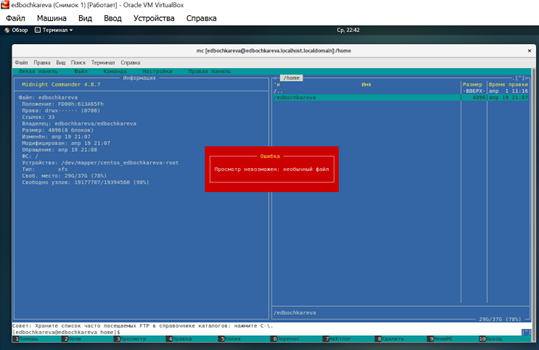 edbochkareva (Снимок 1) [Работает] - Oracle VM VirtualBox
Файл Машина Вид Ввод Устройства Справка
Обзор Терминал Ср, 22:42
mc [edbochkareva@edbochkareva.localhost.localdomain]:/home
Файл Правка Вид Поиск Терминал Справка
Левая панель Файл Команда Настройки Правая панель
Информация
Midnight Commander 4.8.7
Файл: edbochkareva
Положение:
Права: drwx------ (0700)
Ссылок: 33
Владелец: edbochkareva/edbochkareva
Размер: 4096(8 блоков)
Изменён: апр 19 21:07
Модифицирован: апр 19 21:07
Обращение: апр 19 21:08
ФС: /
Устройство: /dev/mapper/centos_edbochkareva-root
Тип: xfs
Своб. место: 29G/37G (78%)
Свободно узлов: 19177787/19394560 (98%)
/home
Имя Размер Время правки
/.. -ВВЕРХ- апр 1 11:16
/edbochkareva 4096 апр 19 21:07
Ошибка
Просмотр невозможен: необычный файл
/edbochkareva
29G/37G (78%)
Совет: Храните список часто посещаемых FTP в справочнике каталогов: нажмите C-\.
[edbochkareva@edbochkareva home]$
1Помощь 2Меню 3Просмотр 4Правка 5Копия 6Перенос 7НвКтлог 8Удалить 9МенюМС 10Выход